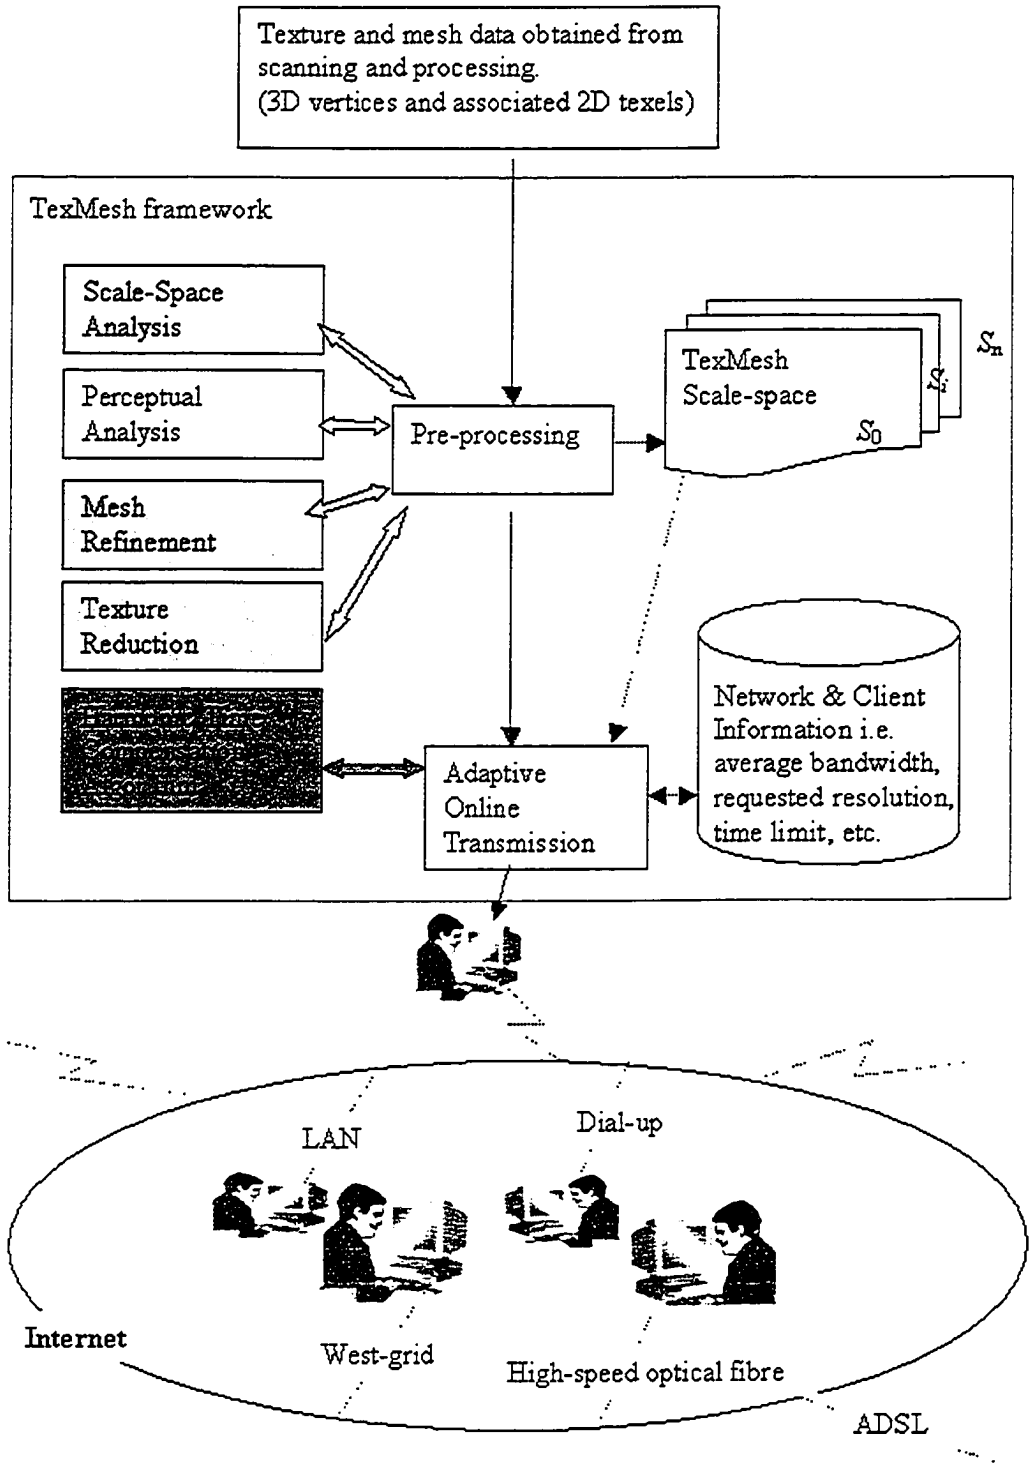 Texture and mesh data obtained from
scanning and processing.
(3D vertices and associated 2D texels)
TexMesh framework
Scale-Space
Analysis
Perceptual
Analysis
Mesh
Refinement
Texture
Reduction
Pre-processing
TexMesh
Scale-space
S0
Si
Sn
Adaptive
Online
Transmission
Network & Client
Information i.e.
average bandwidth,
requested resolution,
time limit, etc.
LAN
Dial-up
Internet
West-grid
High-speed optical fibre
ADSL